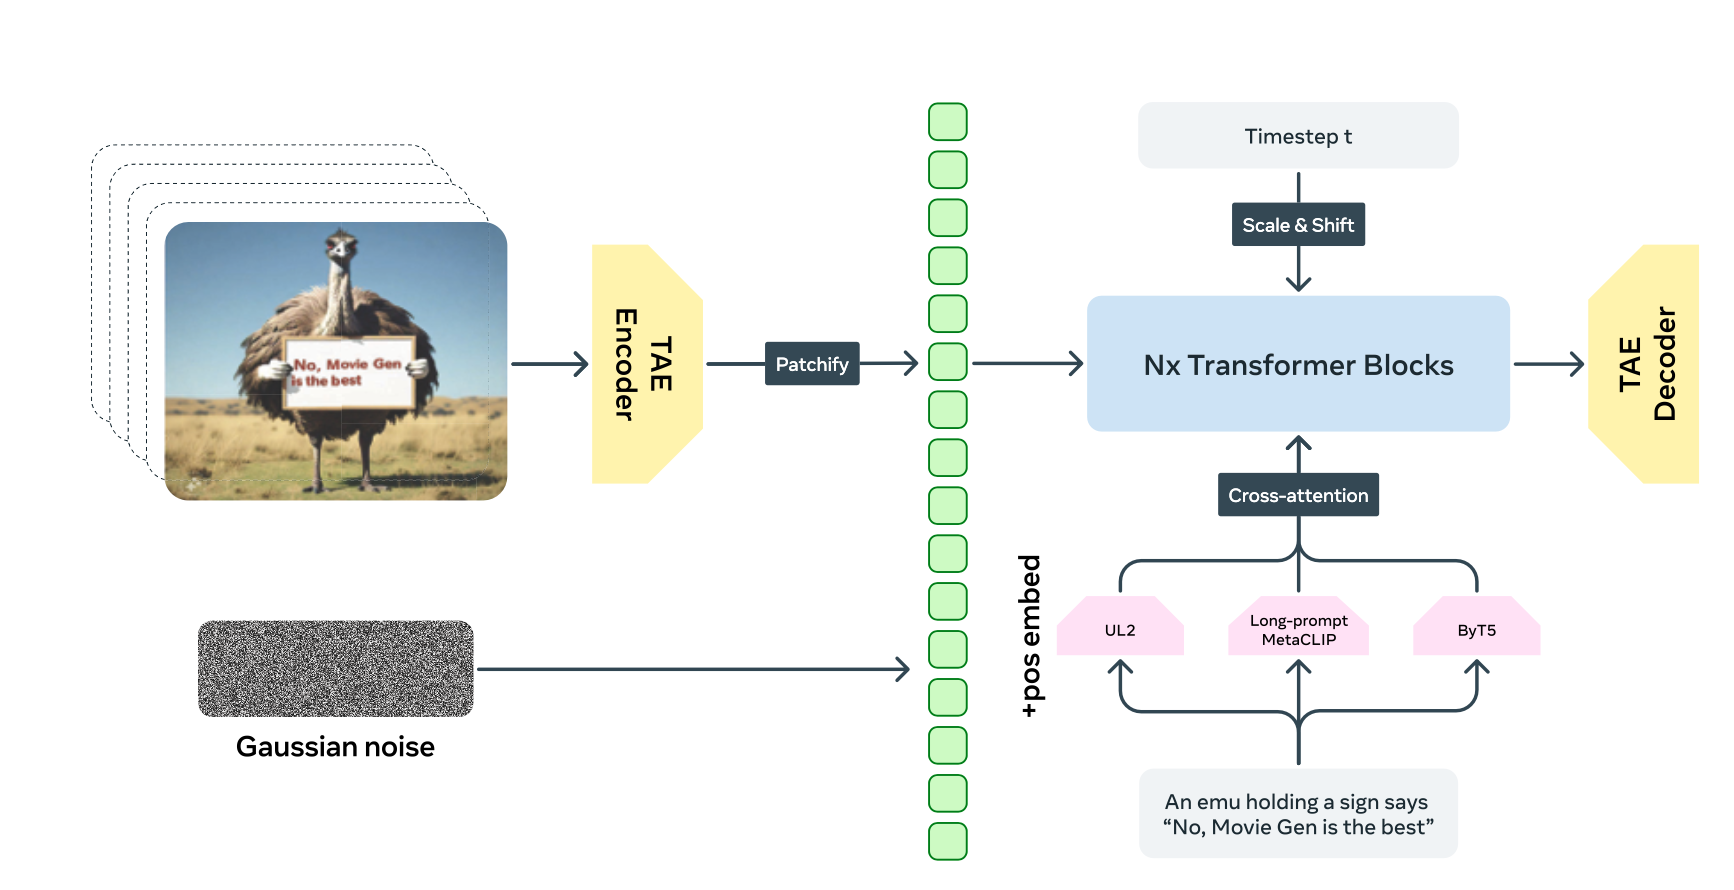 No, Movie Gen
is the best
TAE
Encoder
Patchify
Gaussian noise
+pos embed
Timestep t
Scale & Shift
Nx Transformer Blocks
Cross-attention
UL2
Long-prompt
MetaCLIP
ByT5
An emu holding a sign says
“No, Movie Gen is the best”
TAE
Decoder